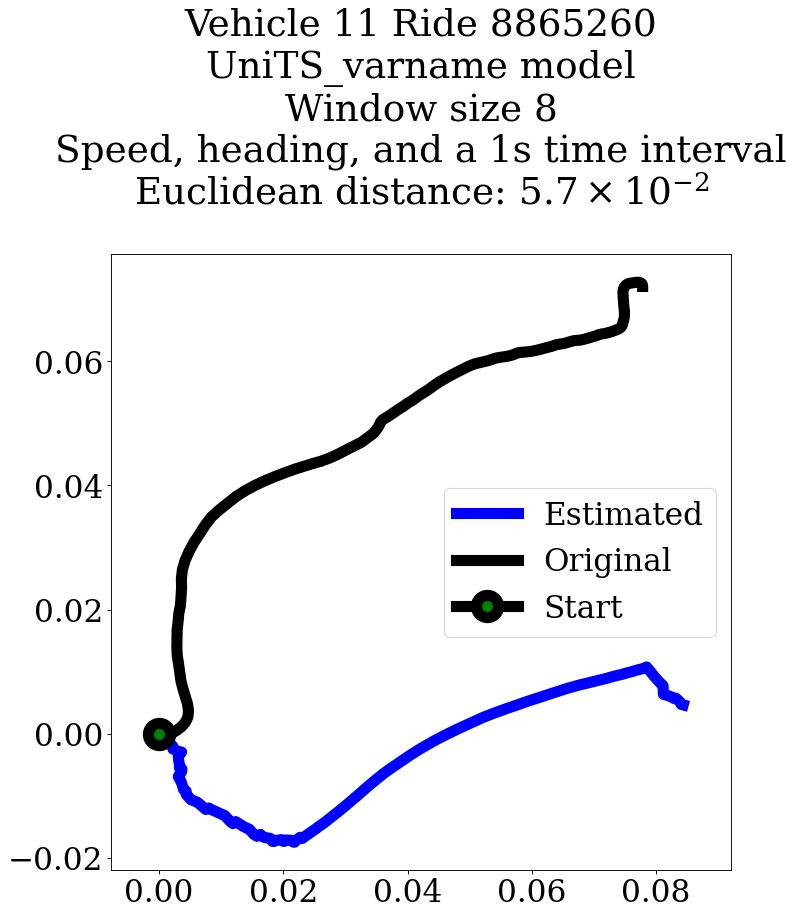 Vehicle 11 Ride 8865260
UniTS_varname model
Window size 8
Speed, heading, and a 1s time interval
Euclidean distance: 5.7 × 10⁻²
0.06
0.04
0.02
0.00
−0.02
Estimated
Original
Start
0.00 0.02 0.04 0.06 0.08